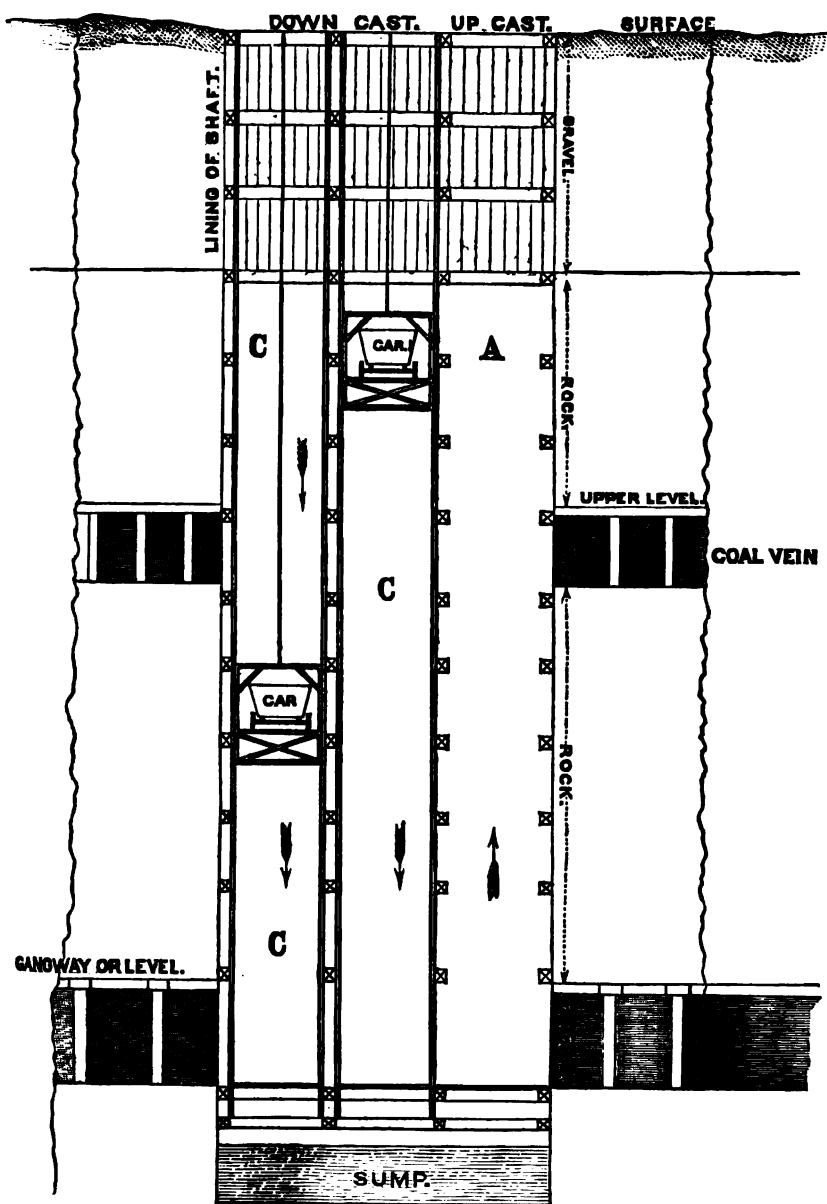 DOWN CAST. UP CAST. SURFACE
LINING OF SHAFT.
GRAVEL.
C
CAR.
A
ROCK.
UPPER LEVEL.
COAL VEIN
C
CAR
ROCK.
C
GANGWAY OR LEVEL.
SUMP.